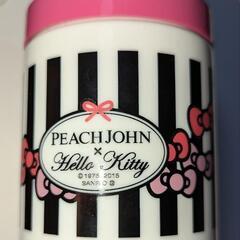 PEACH JOHN
×
Hello Kitty
©1976, 2015
SANRIO